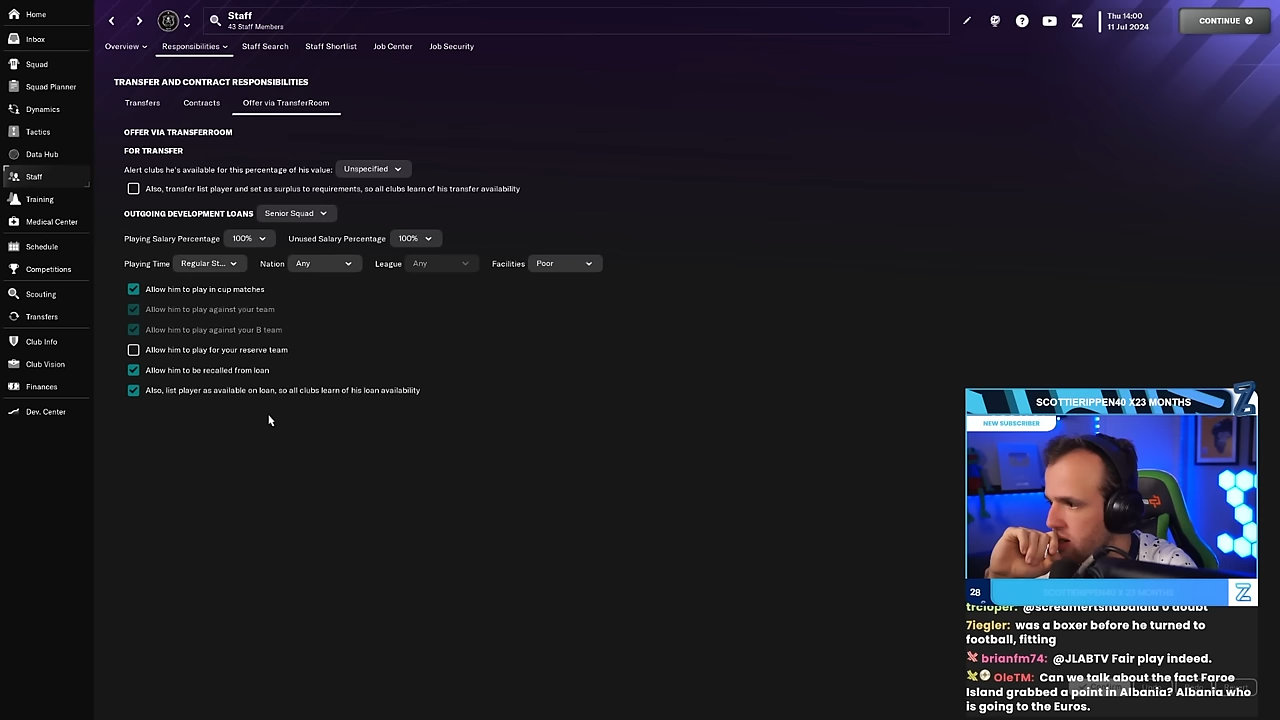 Home
Inbox
Squad
Squad Planner
Dynamics
Tactics
Data Hub
Staff
Training
Medical Center
Schedule
Competitions
Scouting
Transfers
Club Info
Club Vision
Finances
Dev. Center
Staff
43 Staff Members
Thu 14:00
11 Jul 2024
CONTINUE
Overview
Responsibilities
Staff Search
Staff Shortlist
Job Center
Job Security
TRANSFER AND CONTRACT RESPONSIBILITIES
Transfers
Contracts
Offer via TransferRoom
OFFER VIA TRANSFERROOM
FOR TRANSFER
Alert clubs he's available for this percentage of his value: Unspecified
Also, transfer list player and set as surplus to requirements, so all clubs learn of his transfer availability
OUTGOING DEVELOPMENT LOANS Senior Squad
Playing Salary Percentage 100% Unused Salary Percentage 100%
Playing Time Regular St... Nation Any League Any Facilities Poor
Allow him to play in cup matches
Allow him to play against your team
Allow him to play against your B team
Allow him to play for your reserve team
Allow him to be recalled from loan
Also, list player as available on loan, so all clubs learn of his loan availability
SCOTTIERIPPEN40 X23 MONTHS
NEW SUBSCRIBER
28
7iegler: was a boxer before he turned to
football, fitting
brianfm74: @JLABTV Fair play indeed.
OleTM: Can we talk about the fact Faroe
Island grabbed a point in Albania? Albania who
is going to the Euros.